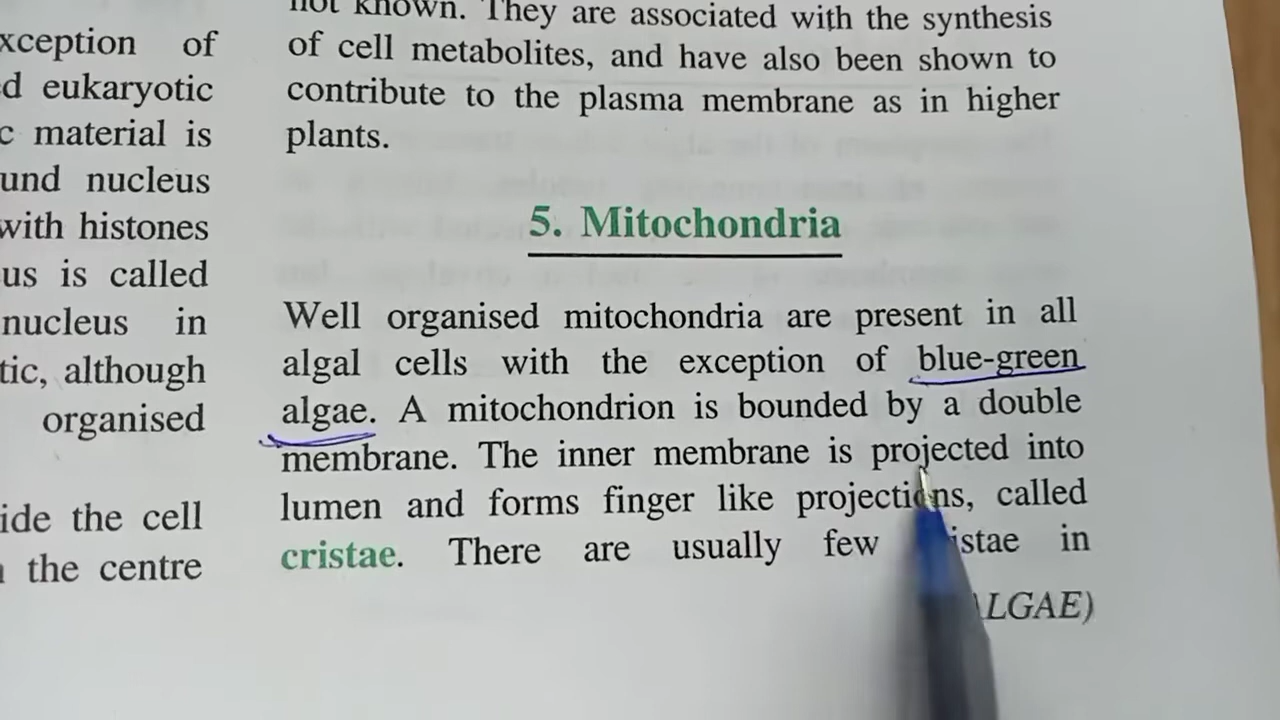 xception of
d eukaryotic
c material is
und nucleus
with histones
us is called
nucleus in
tic, although
organised
ide the cell
the centre
not known. They are associated with the synthesis
of cell metabolites, and have also been shown to
contribute to the plasma membrane as in higher
plants.
5. Mitochondria
Well organised mitochondria are present in all
algal cells with the exception of blue-green
algae. A mitochondrion is bounded by a double
membrane. The inner membrane is projected into
lumen and forms finger like projections, called
cristae. There are usually few istae in
LGAE)